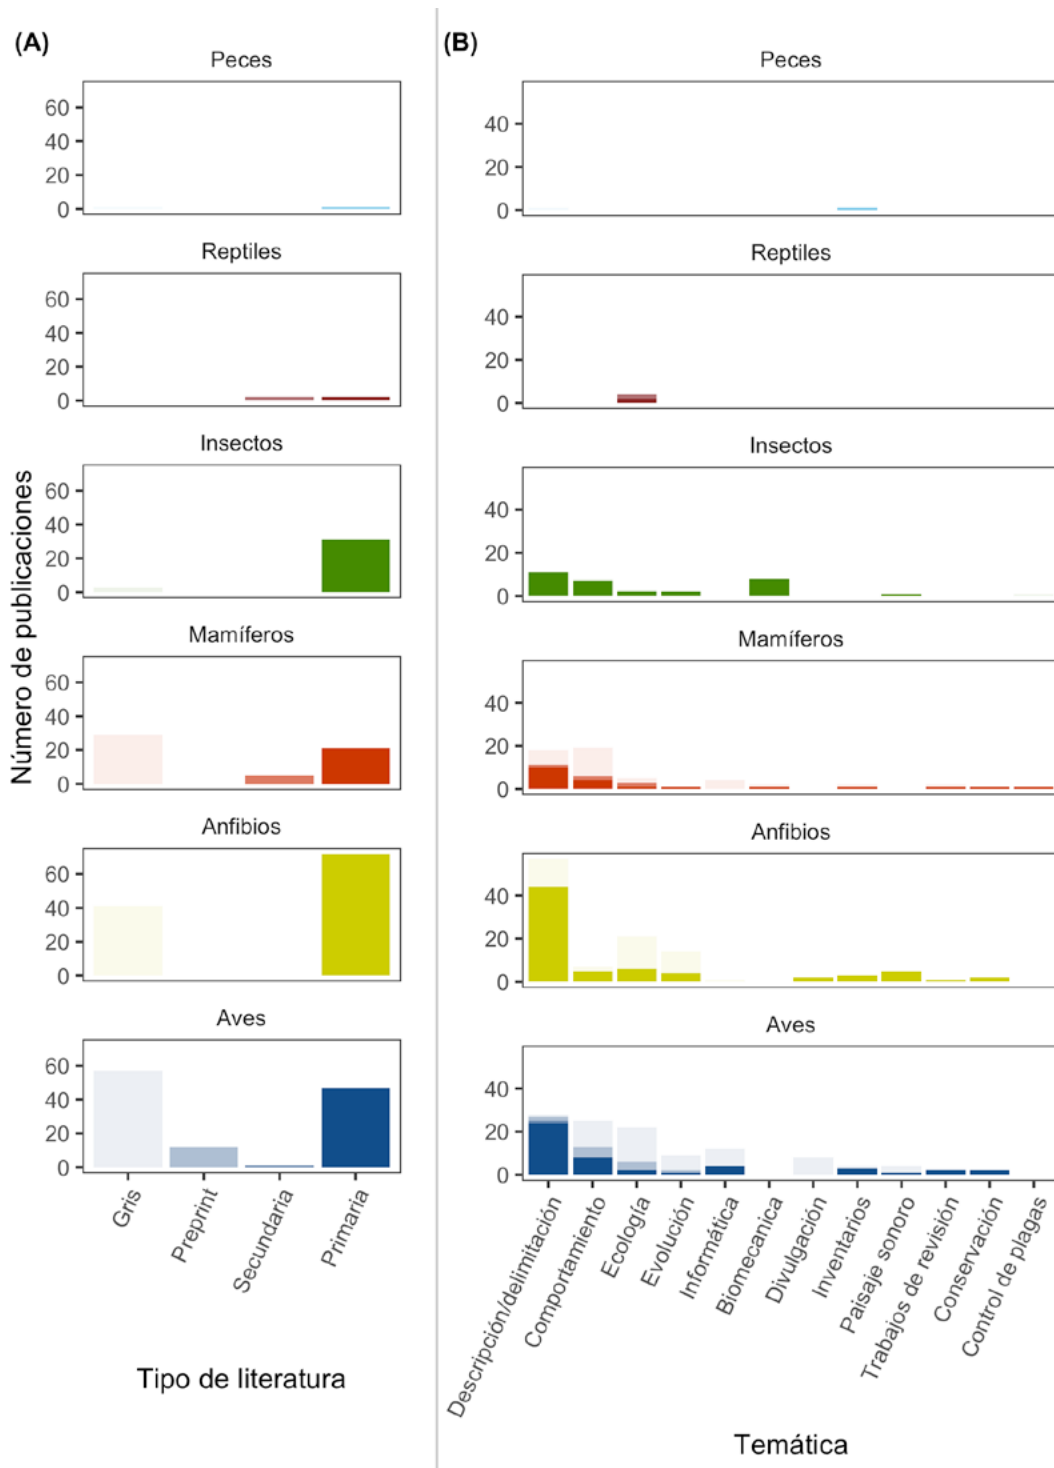 (A)
Peces
60
40
20
0
Reptiles
60
40
20
0
Insectos
60
40
20
0
Mamíferos
60
40
20
0
Anfibios
60
40
20
0
Aves
60
40
20
0
Número de publicaciones
Gris
Preprint
Secundaria
Primaria
Tipo de literatura
(B)
Peces
40
20
0
Reptiles
40
20
0
Insectos
40
20
0
Mamíferos
40
20
0
Anfibios
40
20
0
Aves
40
20
0
Descripción/delimitación
Comportamiento
Ecología
Evolución
Informática
Biomecanica
Divulgación
Inventarios
Paisaje sonoro
Trabajos de revisión
Conservación
Control de plagas
Temática